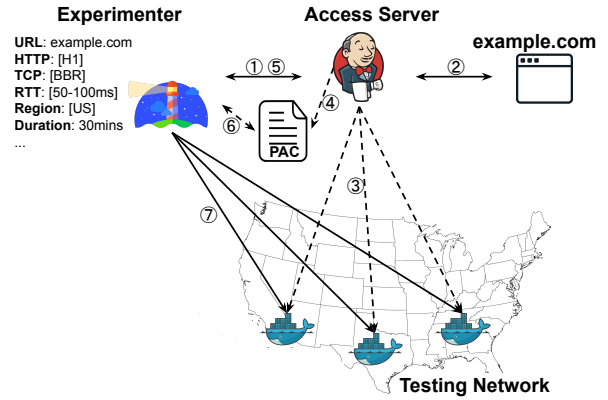 Experimenter
Access Server
URL: example.com
HTTP: [H1]
TCP: [BBR]
RTT: [50-100ms]
Region: [US]
Duration: 30mins
...
① ⑤
②
example.com
④
⑥
PAC
③
⑦
Testing Network